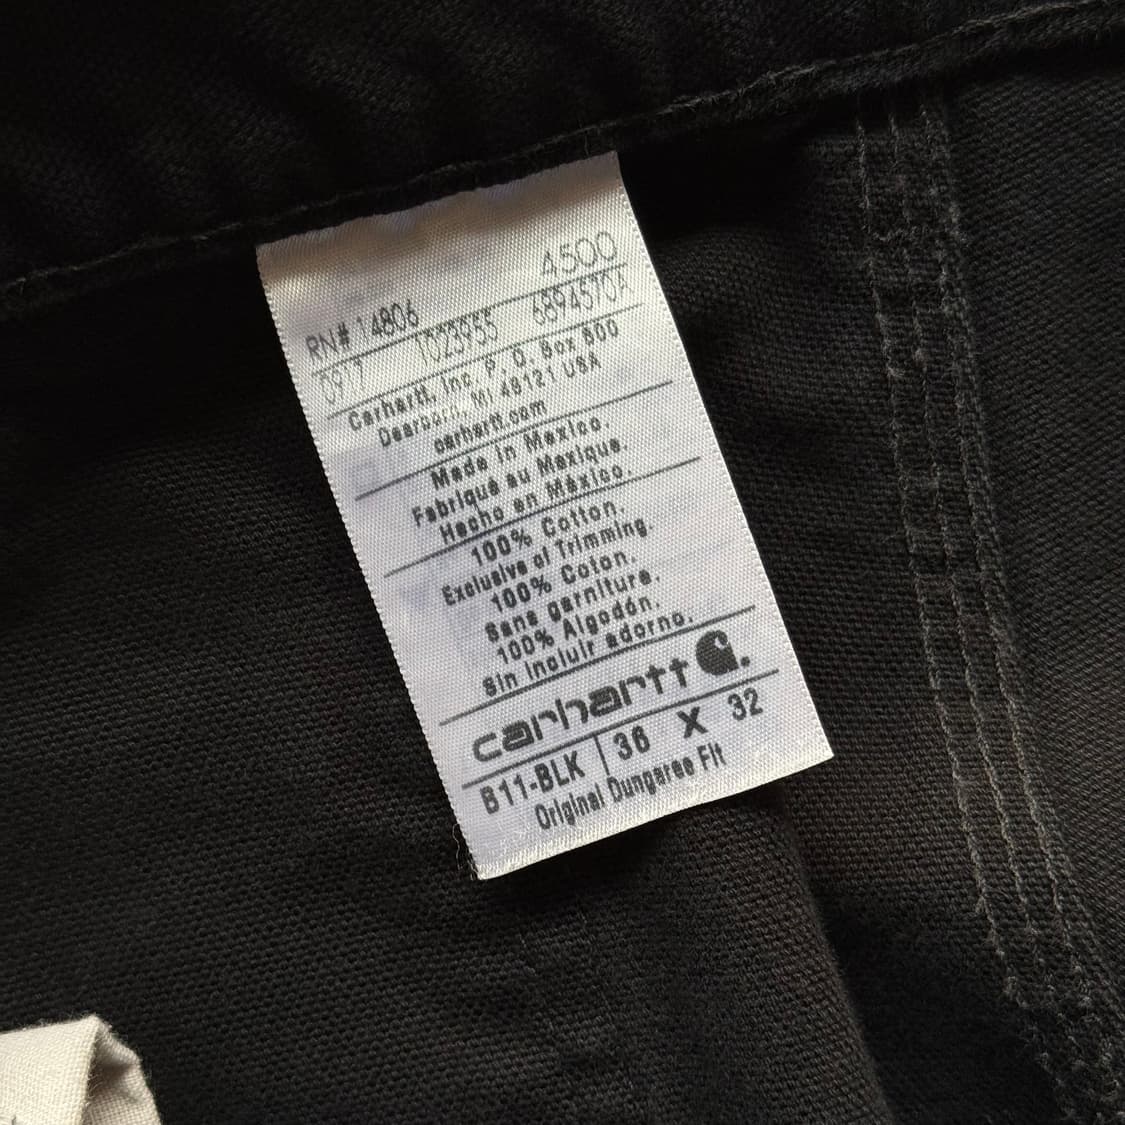 4500
RN# 14806
0917 1023955 6894570A
Carhartt, Inc. P. O. Box 600
Dearborn, MI 48121 USA
carhartt.com
Made in Mexico.
Fabriqué au Mexique.
Hecho en México.
100% Cotton.
Exclusive of Trimming.
100% Coton.
Sans garniture.
100% Algodón.
Sin incluir adorno.
carhartt
B11-BLK 36 X 32
Original Dungaree Fit